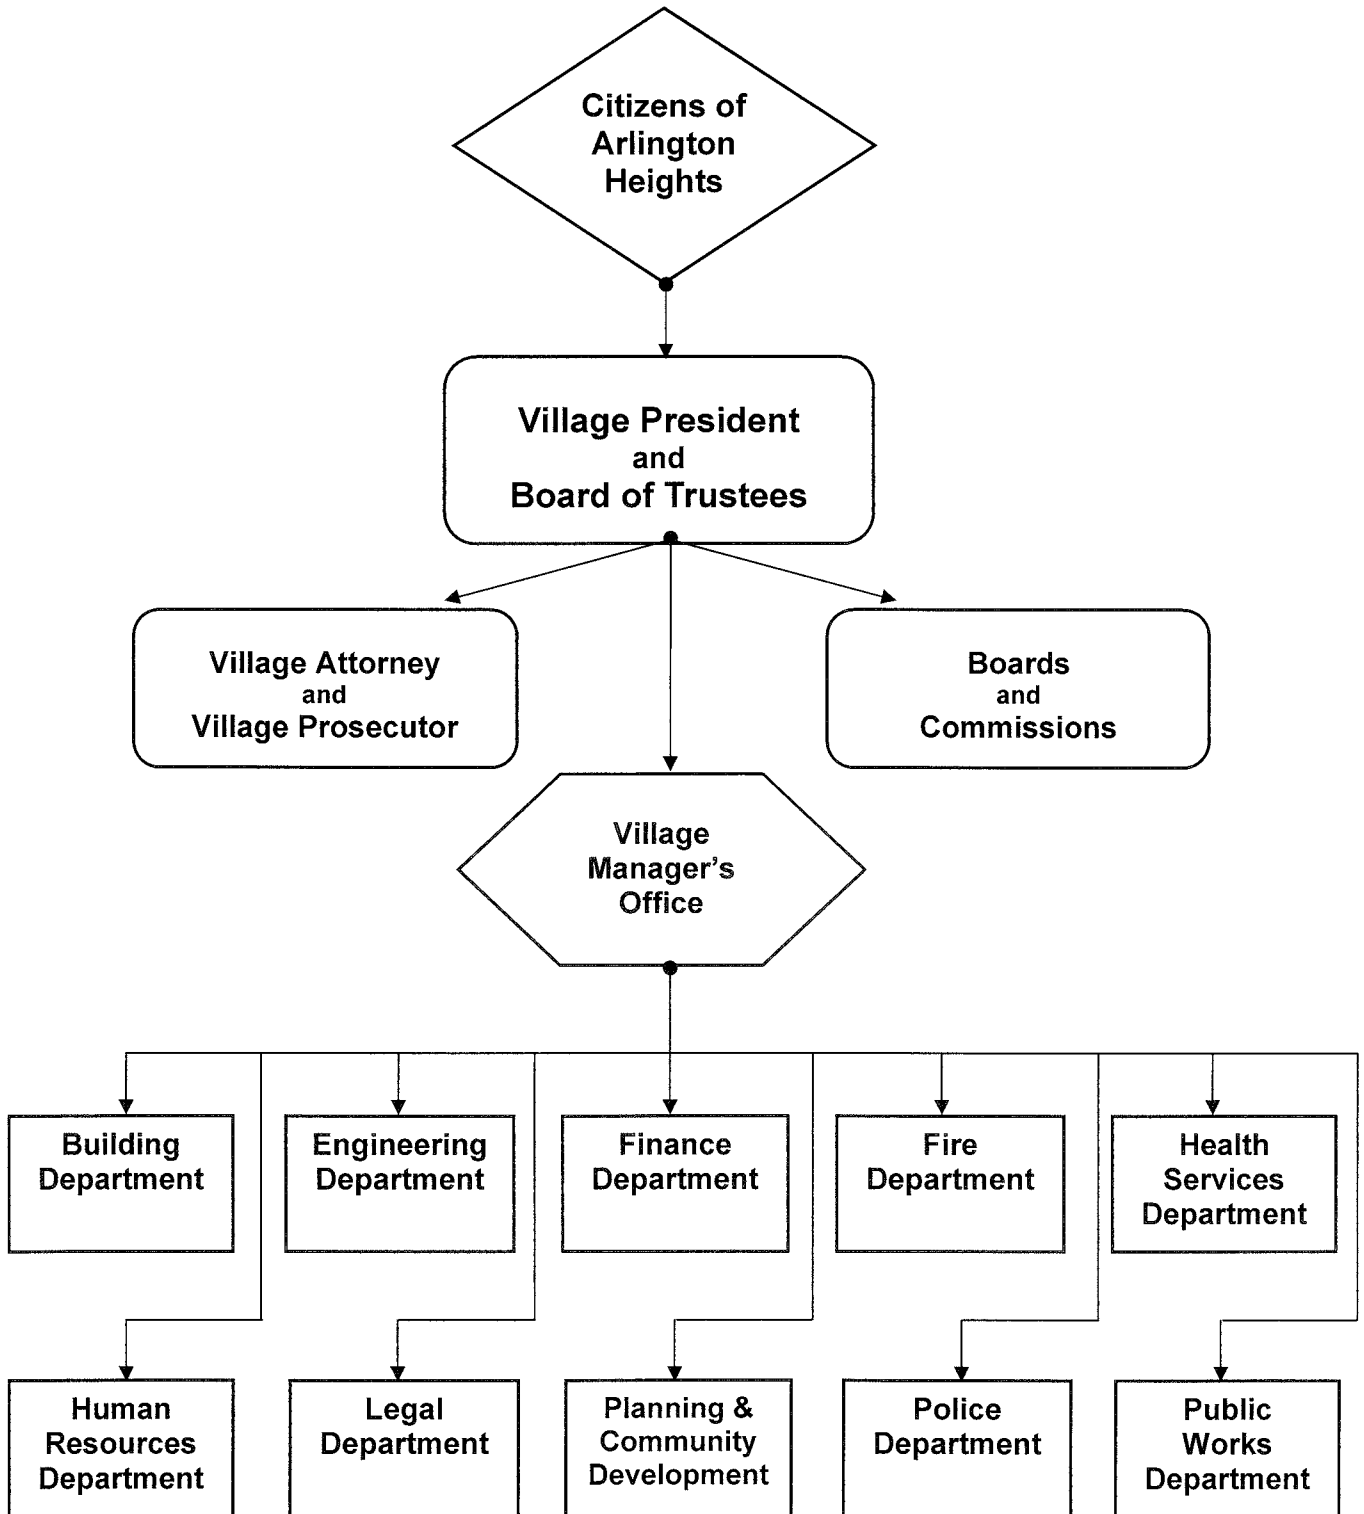 Citizens of
Arlington
Heights
Village President
and
Board of Trustees
Village Attorney
and
Village Prosecutor
Boards
and
Commissions
Village
Manager’s
Office
Building
Department
Engineering
Department
Finance
Department
Fire
Department
Health
Services
Department
Human
Resources
Department
Legal
Department
Planning &
Community
Development
Police
Department
Public
Works
Department